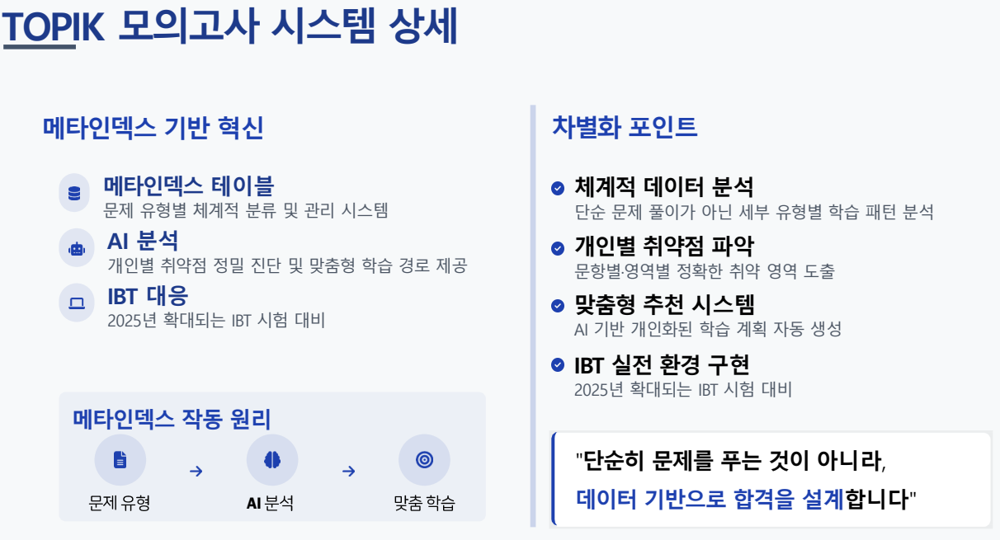 TOPIK 모의고사 시스템 상세
메타인덱스 기반 혁신
메타인덱스 테이블
문제 유형별 체계적 분류 및 관리 시스템
AI 분석
개인별 취약점 정밀 진단 및 맞춤형 학습 경로 제공
IBT 대응
2025년 확대되는 IBT 시험 대비
메타인덱스 작동 원리
문제 유형 → AI 분석 → 맞춤 학습
차별화 포인트
체계적 데이터 분석
단순 문제 풀이가 아닌 세부 유형별 학습 패턴 분석
개인별 취약점 파악
문항별·영역별 정확한 취약 영역 도출
맞춤형 추천 시스템
AI 기반 개인화된 학습 계획 자동 생성
IBT 실전 환경 구현
2025년 확대되는 IBT 시험 대비
"단순히 문제를 푸는 것이 아니라,
데이터 기반으로 합격을 설계합니다"